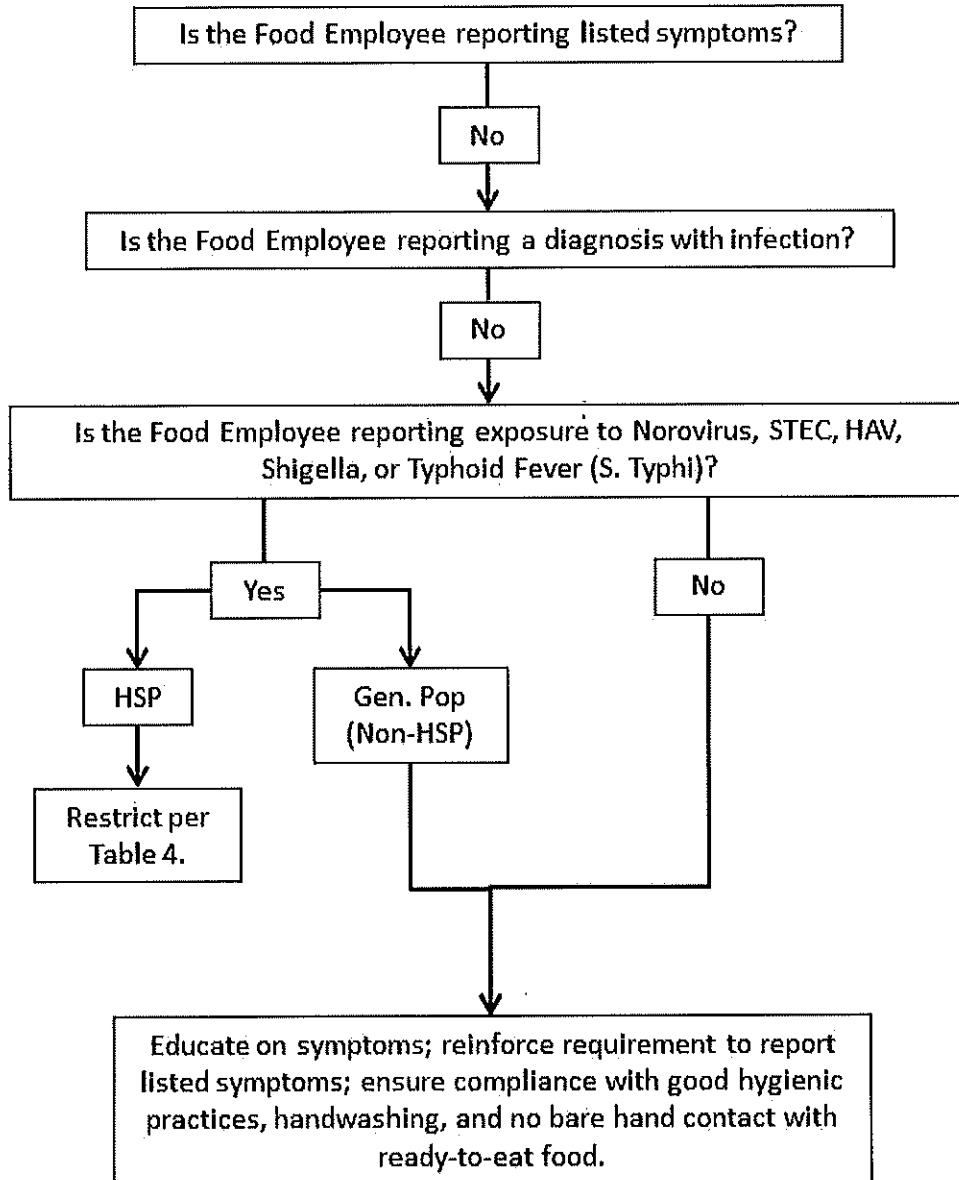 Is the Food Employee reporting listed symptoms?
No
Is the Food Employee reporting a diagnosis with infection?
No
Is the Food Employee reporting exposure to Norovirus, STEC, HAV,
Shigella, or Typhoid Fever (S. Typhi)?
Yes
No
HSP
Gen. Pop
(Non-HSP)
Restrict per
Table 4.
Educate on symptoms; reinforce requirement to report
listed symptoms; ensure compliance with good hygienic
practices, handwashing, and no bare hand contact with
ready-to-eat food.